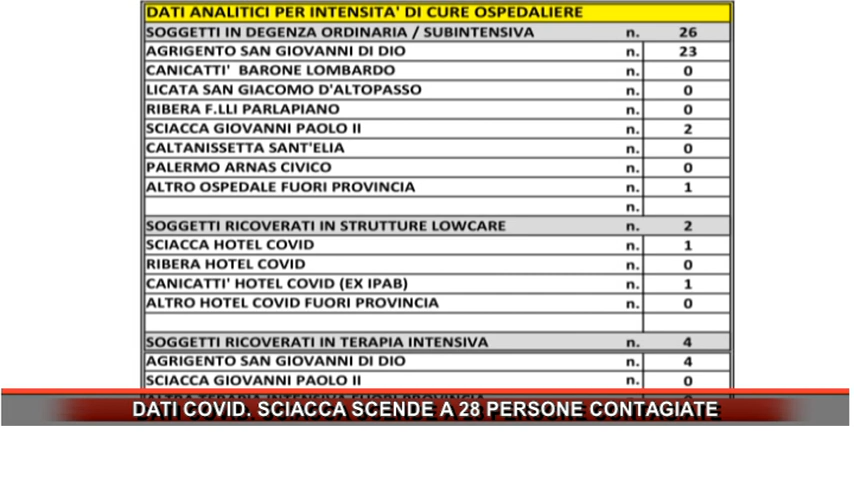 DATI ANALITICI PER INTENSITA' DI CURE OSPEDALIERE
SOGGETTI IN DEGENZA ORDINARIA / SUBINTENSIVA n. 26
AGRIGENTO SAN GIOVANNI DI DIO n. 23
CANICATTI' BARONE LOMBARDO n. 0
LICATA SAN GIACOMO D'ALTOPASSO n. 0
RIBERA F.LLI PARLAPIANO n. 0
SCIACCA GIOVANNI PAOLO II n. 2
CALTANISSETTA SANT'ELIA n. 0
PALERMO ARNAS CIVICO n. 0
ALTRO OSPEDALE FUORI PROVINCIA n. 1
n.
SOGGETTI RICOVERATI IN STRUTTURE LOWCARE n. 2
SCIACCA HOTEL COVID n. 1
RIBERA HOTEL COVID n. 0
CANICATTI' HOTEL COVID (EX IPAB) n. 1
ALTRO HOTEL COVID FUORI PROVINCIA n. 0
SOGGETTI RICOVERATI IN TERAPIA INTENSIVA n. 4
AGRIGENTO SAN GIOVANNI DI DIO n. 4
SCIACCA GIOVANNI PAOLO II n. 0
DATI COVID. SCIACCA SCENDE A 28 PERSONE CONTAGIATE